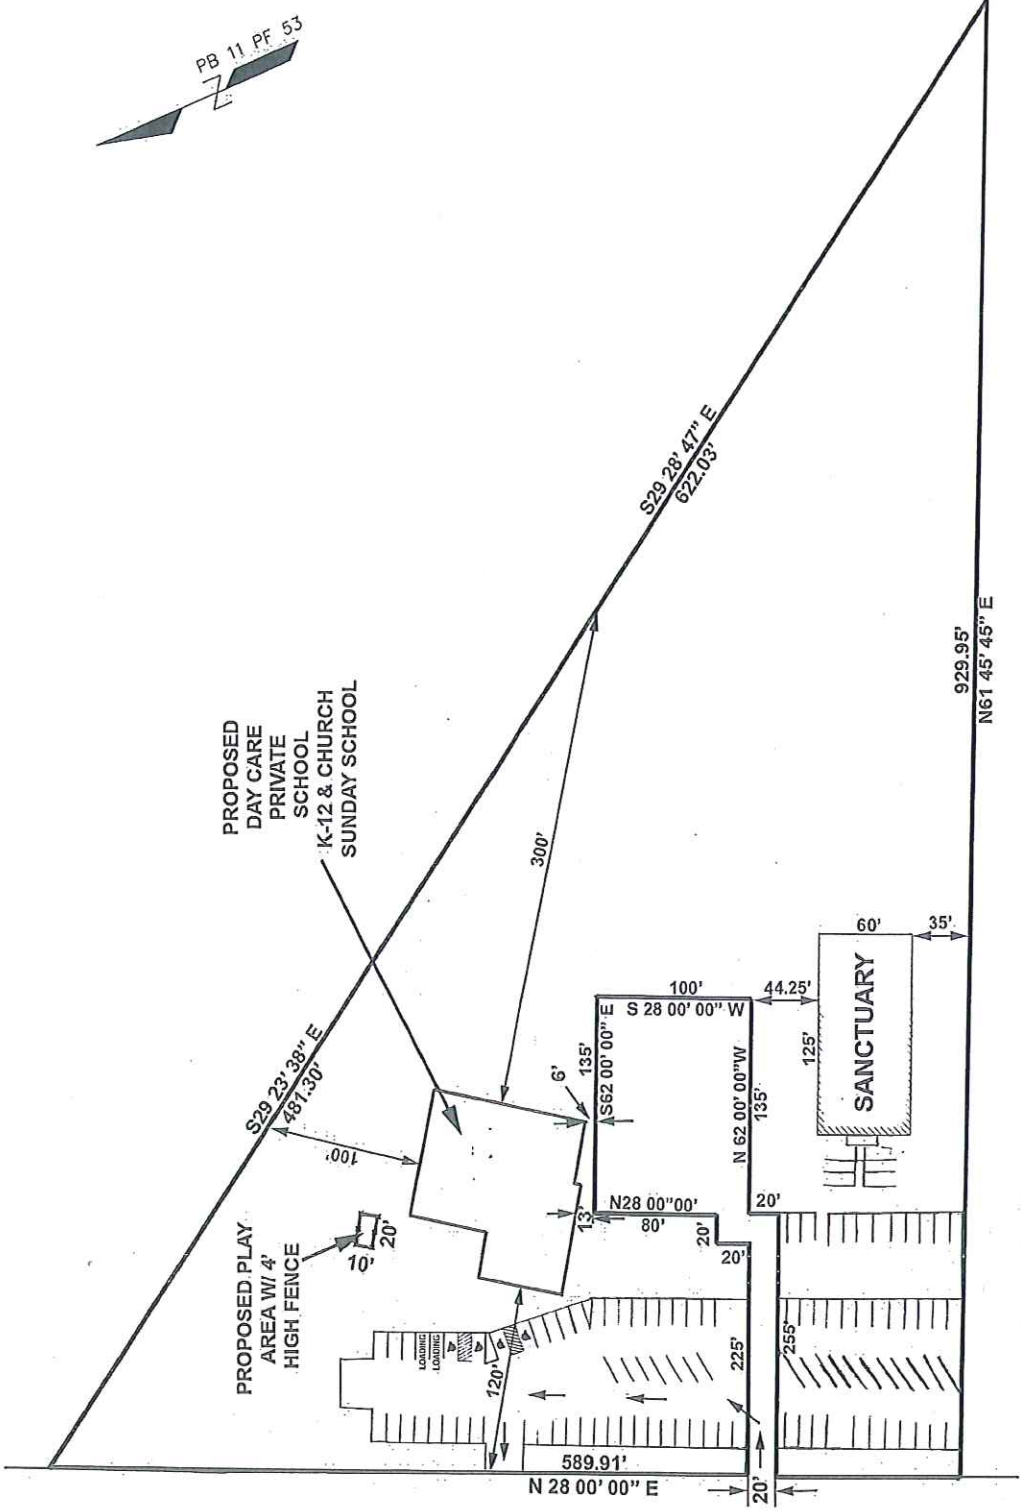 PB 11 PF 53
N
S29 28' 47" E
622.03'
PROPOSED
DAY CARE
PRIVATE
SCHOOL
K-12 & CHURCH
SUNDAY SCHOOL
300'
929.95'
N61 45' 45" E
S29 23' 38" E
481.30'
100'
60'
35'
100'
S 28 00' 00" W
44.25'
135'
S62 00' 00" E
6'
125'
SANCTUARY
N 62 00' 00"W
135'
PROPOSED PLAY
AREA W/ 4'
HIGH FENCE
10'
20'
13'
N28 00"00'
80'
20'
20'
20'
LOADING
LOADING
120'
225'
255'
589.91'
N 28 00' 00" E
20'